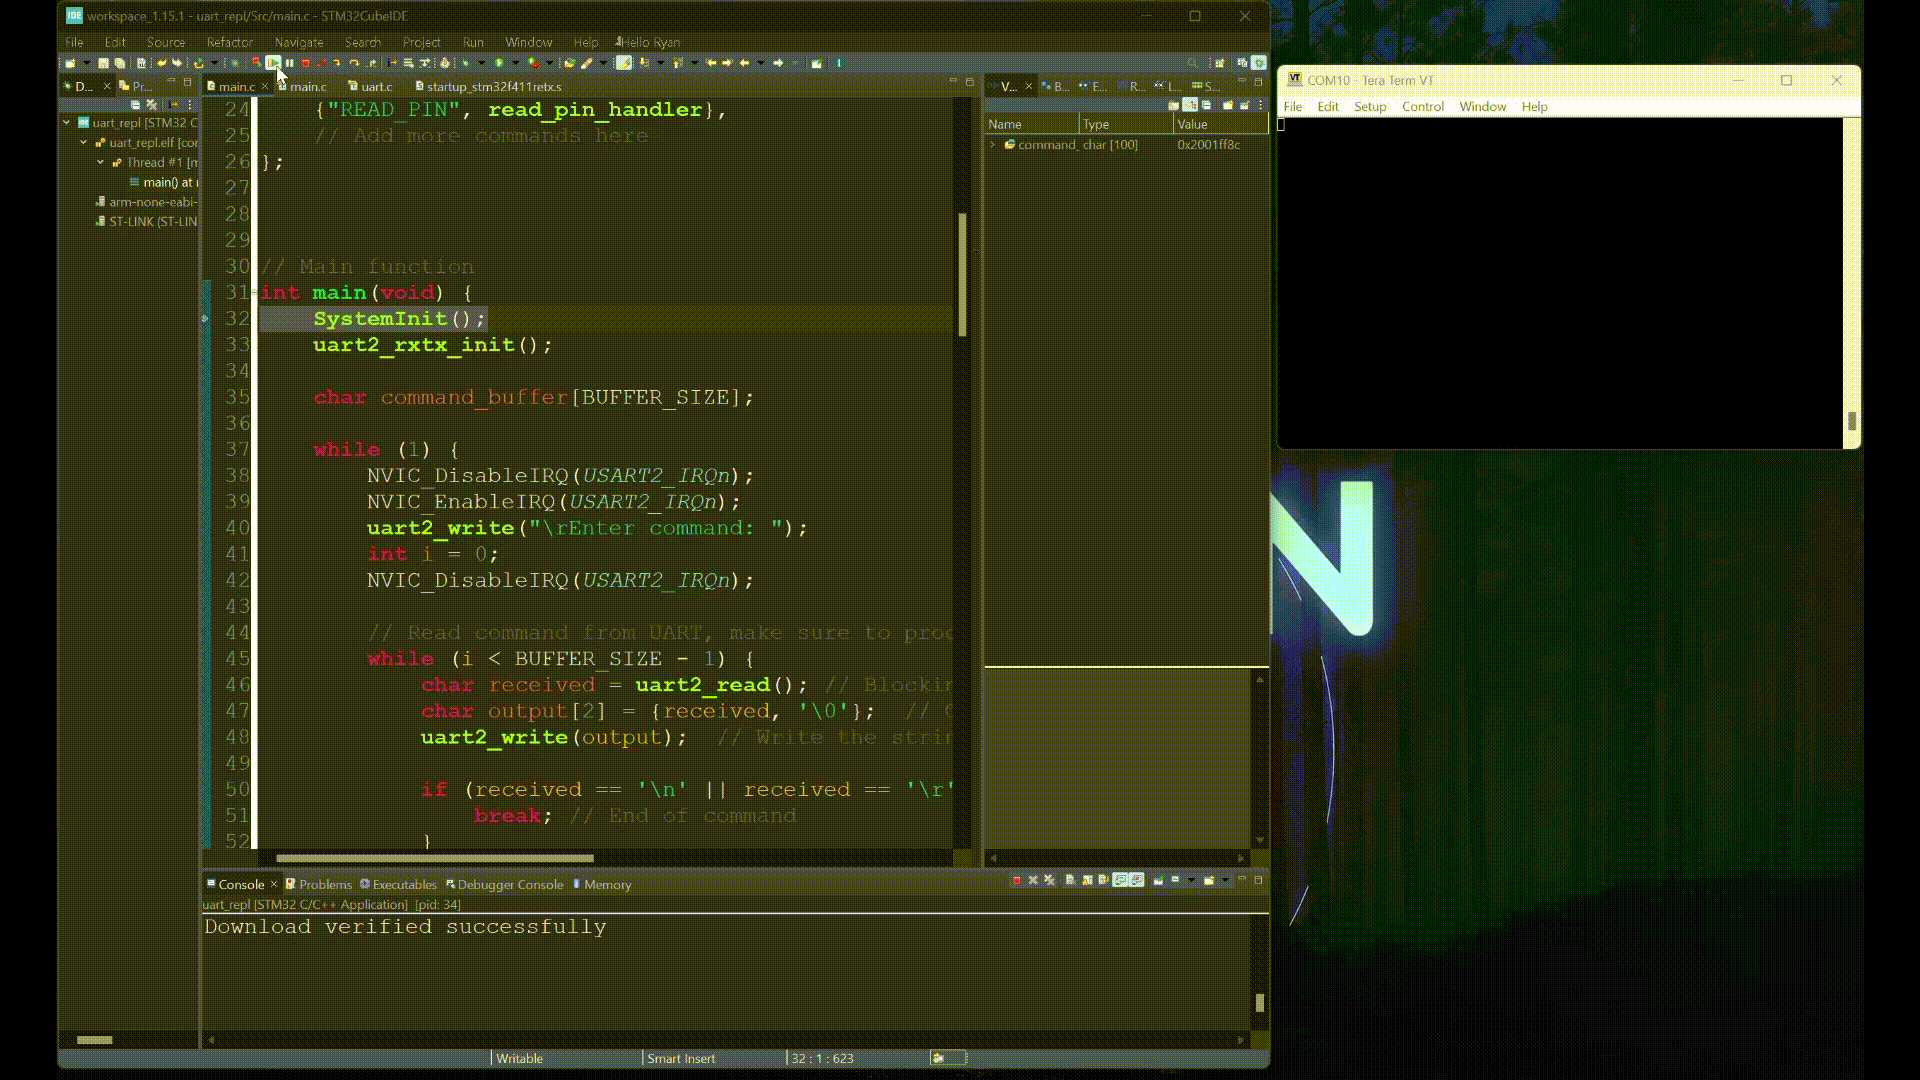 IDE workspace_1.15.1 - uart_repl/Src/main.c - STM32CubeIDE
File Edit Source Refactor Navigate Search Project Run Window Help Hello Ryan
D... Pr...
main.c main.c uart.c startup_stm32f411retx.s
uart_repl [STM32 C
uart_repl.elf [cor
Thread #1 [m
main() at
arm-none-eabi-
ST-LINK (ST-LIN
24 {"READ_PIN", read_pin_handler},
25 // Add more commands here
26 };
27
28
29
30 // Main function
31 int main(void) {
32 SystemInit();
33 uart2_rxtx_init();
34
35 char command_buffer[BUFFER_SIZE];
36
37 while (1) {
38 NVIC_DisableIRQ(USART2_IRQn);
39 NVIC_EnableIRQ(USART2_IRQn);
40 uart2_write("\rEnter command: ");
41 int i = 0;
42 NVIC_DisableIRQ(USART2_IRQn);
43
44 // Read command from UART, make sure to proc
45 while (i < BUFFER_SIZE - 1) {
46 char received = uart2_read(); // Blockin
47 char output[2] = {received, '\0'}; // C
48 uart2_write(output); // Write the strin
49
50 if (received == '\n' || received == '\r'
51 break; // End of command
52 }
V... B... E... R... L... S...
Name Type Value
command_ char [100] 0x2001ff8c
Console Problems Executables Debugger Console Memory
uart_repl [STM32 C/C++ Application] [pid: 34]
Download verified successfully
Writable Smart Insert 32 : 1 : 623
VT COM10 - Tera Term VT
File Edit Setup Control Window Help
N